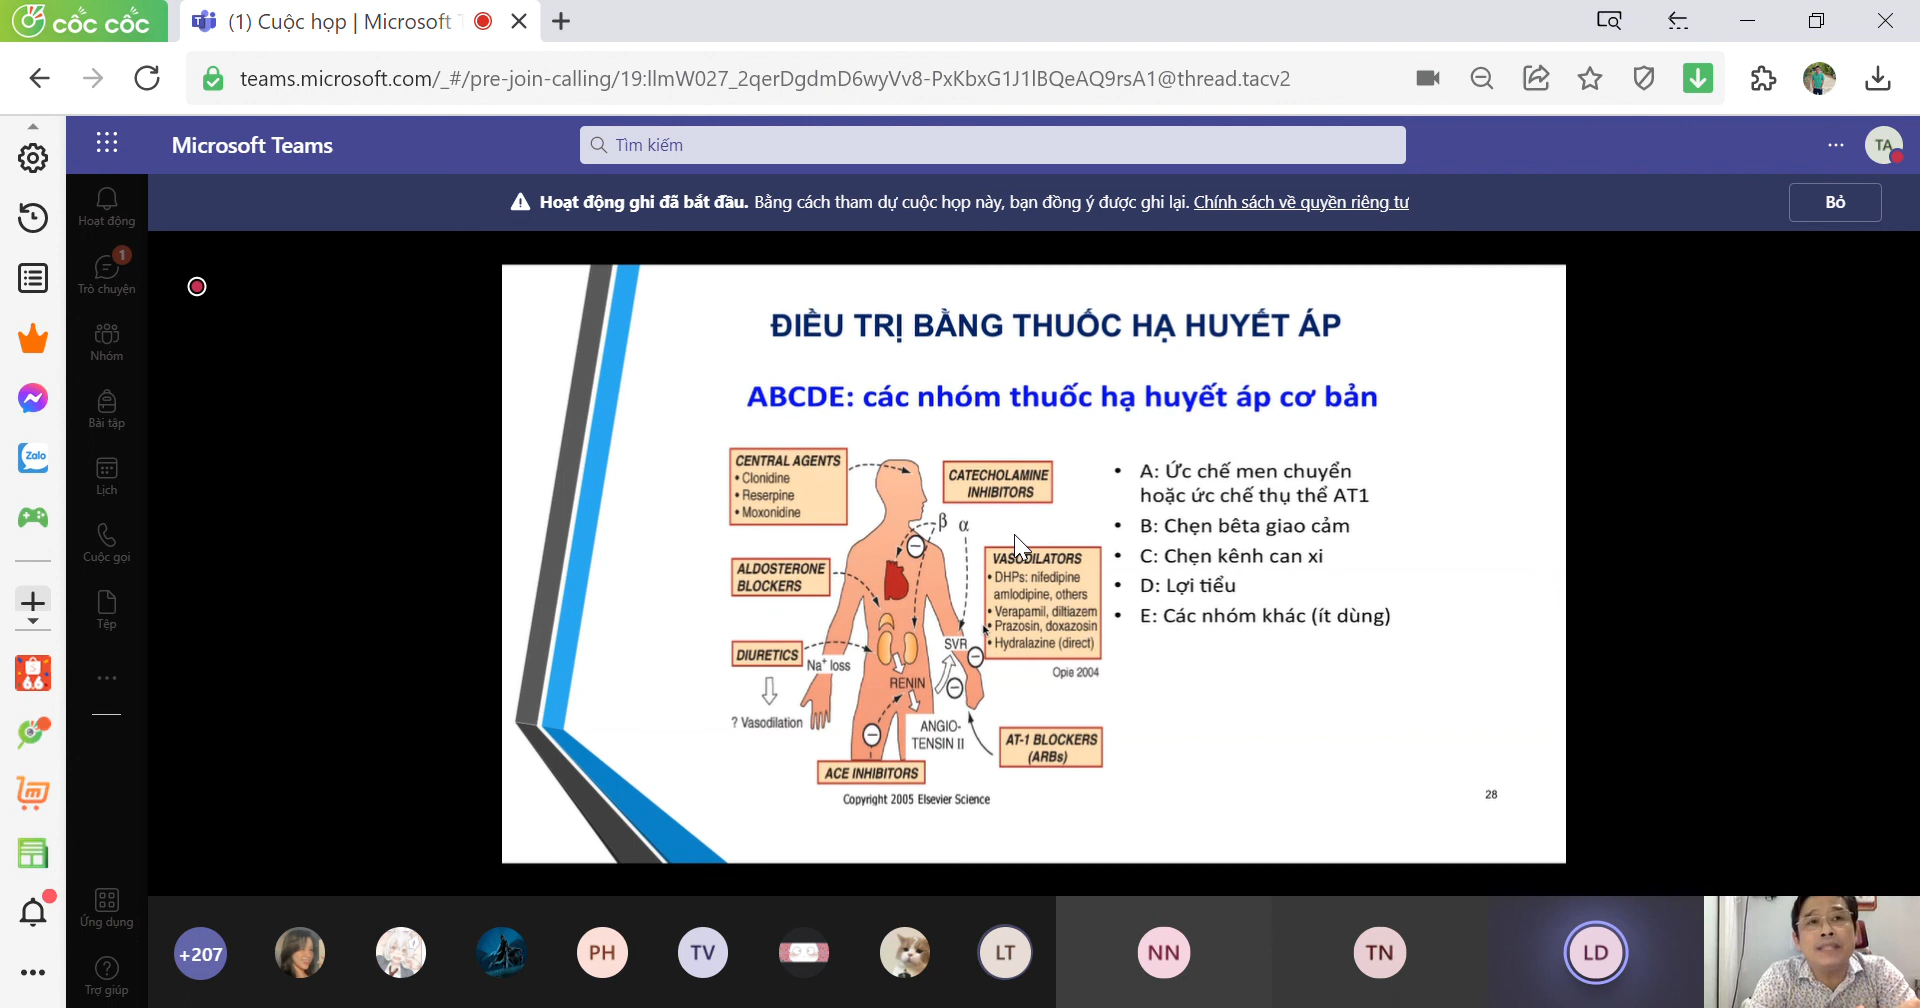 cốc cốc
(1) Cuộc họp | Microsoft
teams.microsoft.com/_#/pre-join-calling/19:llmW027_2qerDgdmD6wyVv8-PxKbxG1J1lBQeAQ9rsA1@thread.tacv2
Microsoft Teams
Tìm kiếm
TA
Hoạt động ghi đã bắt đầu. Bằng cách tham dự cuộc họp này, bạn đồng ý được ghi lại. Chính sách về quyền riêng tư
Bỏ
Hoạt động
1
Trò chuyện
Nhóm
Bài tập
Lịch
Cuộc gọi
Tệp
Ứng dụng
Trợ giúp
Zalo
6.6
ĐIỀU TRỊ BẰNG THUỐC HẠ HUYẾT ÁP
ABCDE: các nhóm thuốc hạ huyết áp cơ bản
CENTRAL AGENTS
• Clonidine
• Reserpine
• Moxonidine
CATECHOLAMINE
INHIBITORS
β α
ALDOSTERONE
BLOCKERS
VASODILATORS
• DHPs: nifedipine
amlodipine, others
• Verapamil, diltiazem
• Prazosin, doxazosin
• Hydralazine (direct)
Opie 2004
DIURETICS
Na⁺ loss
? Vasodilation
SVR
RENIN
ANGIO-
TENSIN II
AT-1 BLOCKERS
(ARBs)
ACE INHIBITORS
Copyright 2005 Elsevier Science
• A: Ức chế men chuyển
hoặc ức chế thụ thể AT1
• B: Chẹn bêta giao cảm
• C: Chẹn kênh can xi
• D: Lợi tiểu
• E: Các nhóm khác (ít dùng)
28
+207
PH
TV
LT
NN
TN
LD